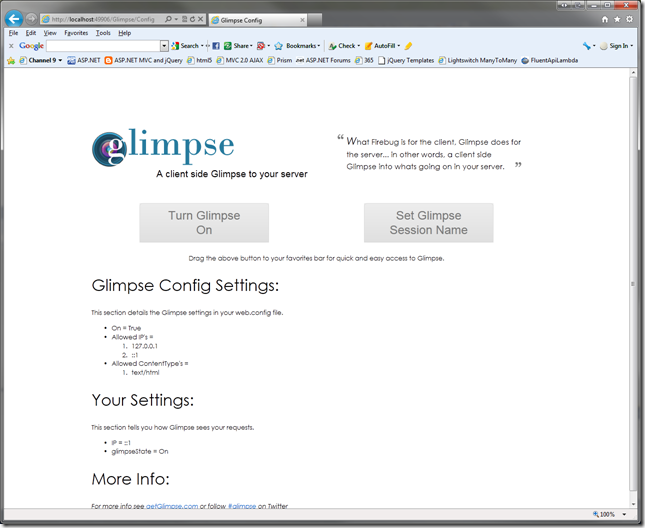 http://localhost:49906/Glimpse/Config
Glimpse Config
File Edit View Favorites Tools Help
Google Search Share Bookmarks Check AutoFill Sign In
Channel 9 ASP.NET ASP.NET MVC and jQuery html5 MVC 2.0 AJAX Prism ASP.NET Forums 365 jQuery Templates Lightswitch ManyToMany FluentApiLambda
glimpse
A client side Glimpse to your server
“ What Firebug is for the client, Glimpse does for
the server... in other words, a client side
Glimpse into whats going on in your server. ”
Turn Glimpse
On
Set Glimpse
Session Name
Drag the above button to your favorites bar for quick and easy access to Glimpse.
Glimpse Config Settings:
This section details the Glimpse settings in your web.config file.
• On = True
• Allowed IP's =
1. 127.0.0.1
2. ::1
• Allowed ContentType's =
1. text/html
Your Settings:
This section tells you how Glimpse sees your requests.
• IP = ::1
• glimpseState = On
More Info:
For more info see getGlimpse.com or follow #glimpse on Twitter
100%